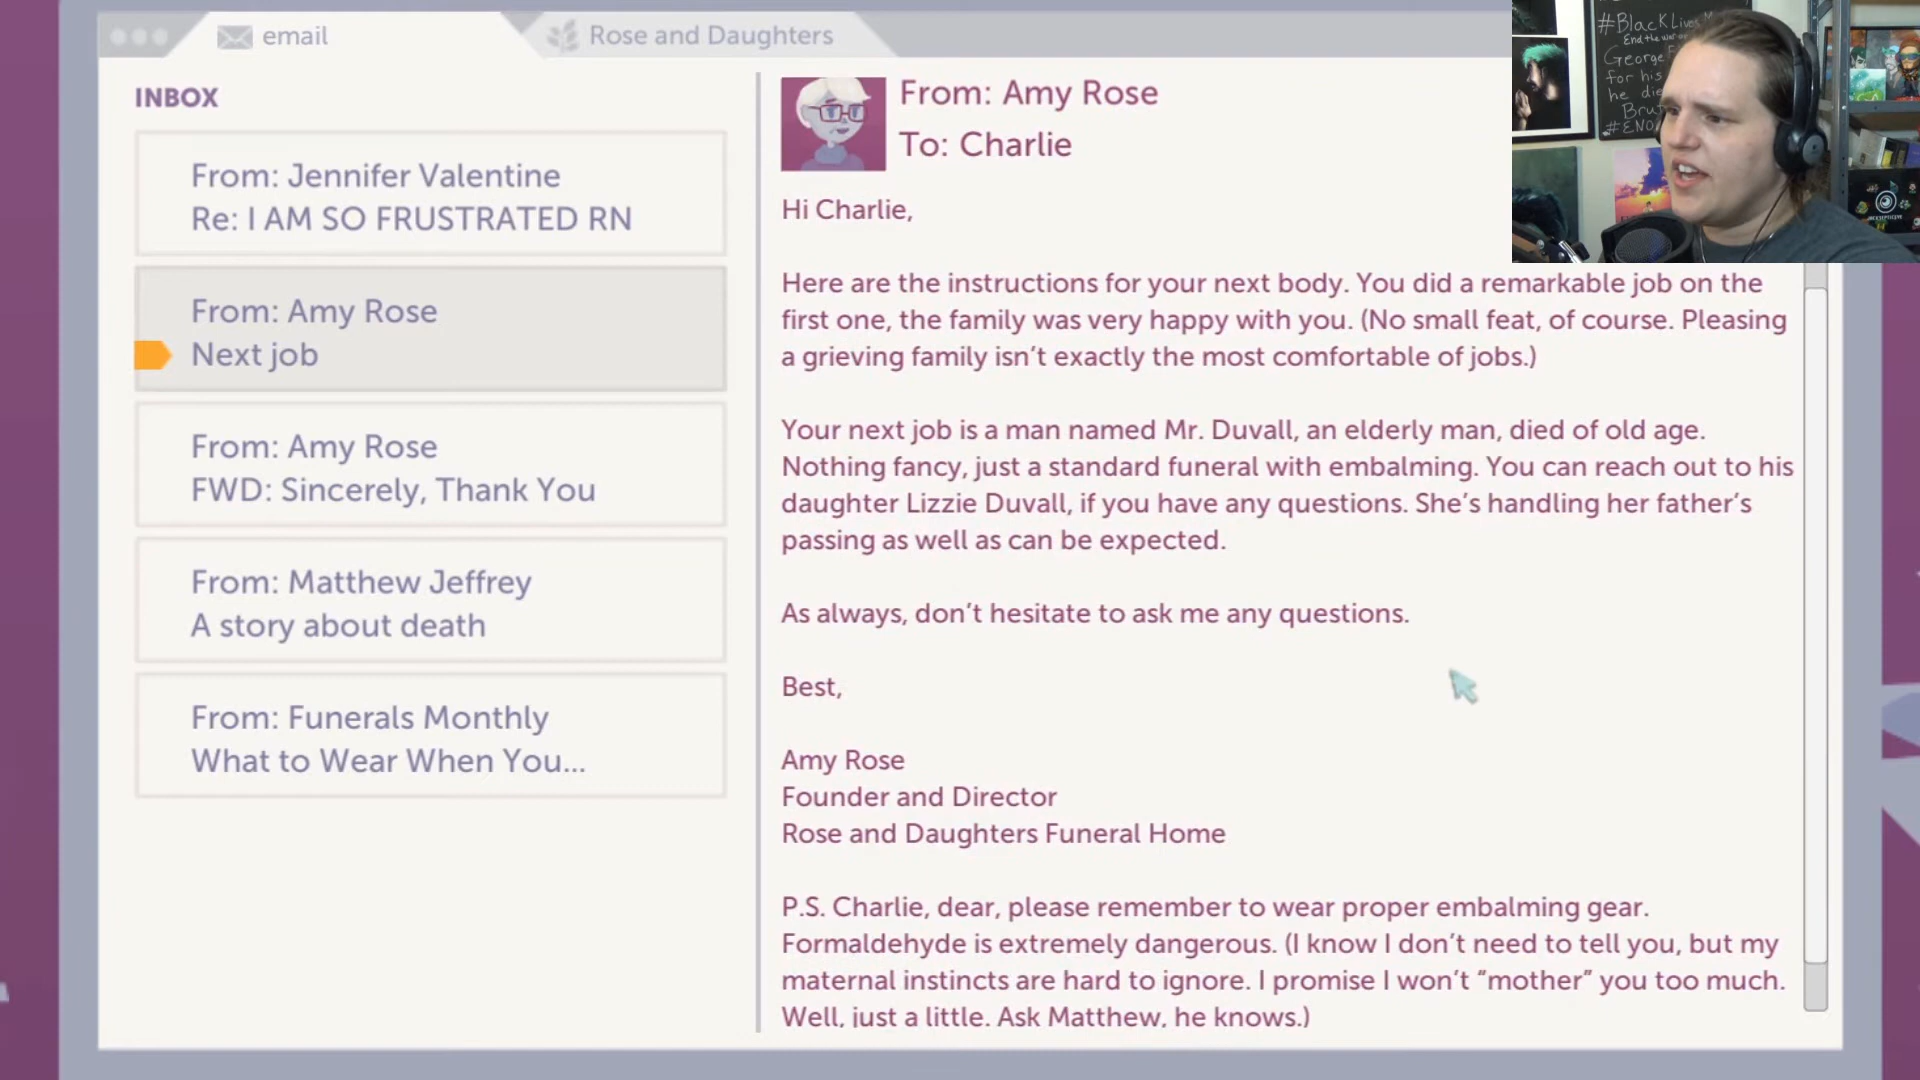 email
Rose and Daughters
INBOX
From: Jennifer Valentine
Re: I AM SO FRUSTRATED RN
From: Amy Rose
Next job
From: Amy Rose
FWD: Sincerely, Thank You
From: Matthew Jeffrey
A story about death
From: Funerals Monthly
What to Wear When You...
From: Amy Rose
To: Charlie
Hi Charlie,
Here are the instructions for your next body. You did a remarkable job on the
first one, the family was very happy with you. (No small feat, of course. Pleasing
a grieving family isn't exactly the most comfortable of jobs.)
Your next job is a man named Mr. Duvall, an elderly man, died of old age.
Nothing fancy, just a standard funeral with embalming. You can reach out to his
daughter Lizzie Duvall, if you have any questions. She's handling her father's
passing as well as can be expected.
As always, don't hesitate to ask me any questions.
Best,
Amy Rose
Founder and Director
Rose and Daughters Funeral Home
P.S. Charlie, dear, please remember to wear proper embalming gear.
Formaldehyde is extremely dangerous. (I know I don't need to tell you, but my
maternal instincts are hard to ignore. I promise I won't “mother” you too much.
Well, just a little. Ask Matthew, he knows.)
#BlackLives
End the war
George
for his
he die
Bru
#ENO